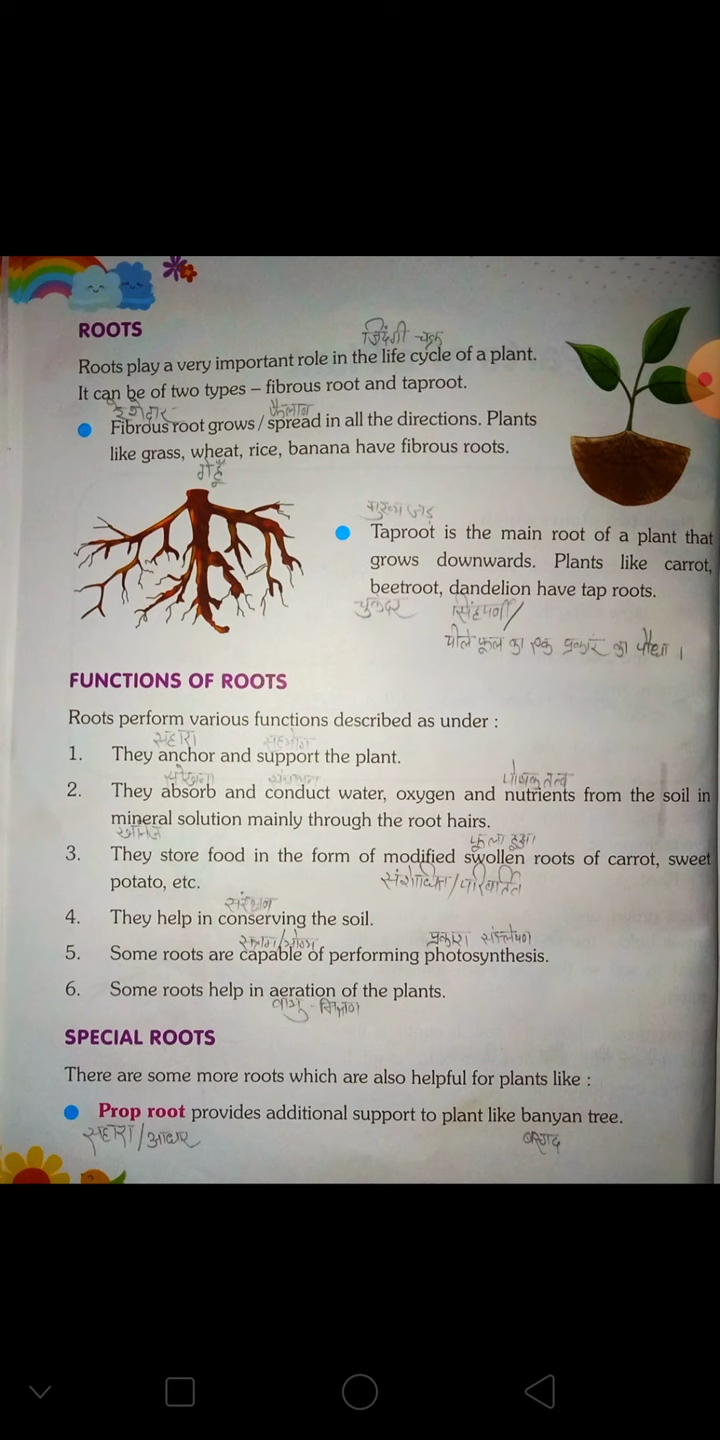 ROOTS
जिंदगी चक्र
Roots play a very important role in the life cycle of a plant.
It can be of two types – fibrous root and taproot.
रेशेदार फैलाव
Fibrous root grows / spread in all the directions. Plants
like grass, wheat, rice, banana have fibrous roots.
गेहूँ
मुख्य जड़
Taproot is the main root of a plant that
grows downwards. Plants like carrot,
beetroot, dandelion have tap roots.
चुकंदर सिंहपर्णी/
पीले फूल का एक प्रकार का पौधा ।
FUNCTIONS OF ROOTS
Roots perform various functions described as under :
सहारा सहयोग
1. They anchor and support the plant.
सोखना संचालन पोषक तत्व
2. They absorb and conduct water, oxygen and nutrients from the soil in
mineral solution mainly through the root hairs.
खनिज फूला हुआ
3. They store food in the form of modified swollen roots of carrot, sweet
potato, etc. संशोधित/परिवर्तित
संरक्षण
4. They help in conserving the soil.
सक्षम/योग्य प्रकाश संश्लेषण
5. Some roots are capable of performing photosynthesis.
6. Some roots help in aeration of the plants.
वायु-मिश्रण
SPECIAL ROOTS
There are some more roots which are also helpful for plants like :
Prop root provides additional support to plant like banyan tree.
सहारा/आधार बरगद